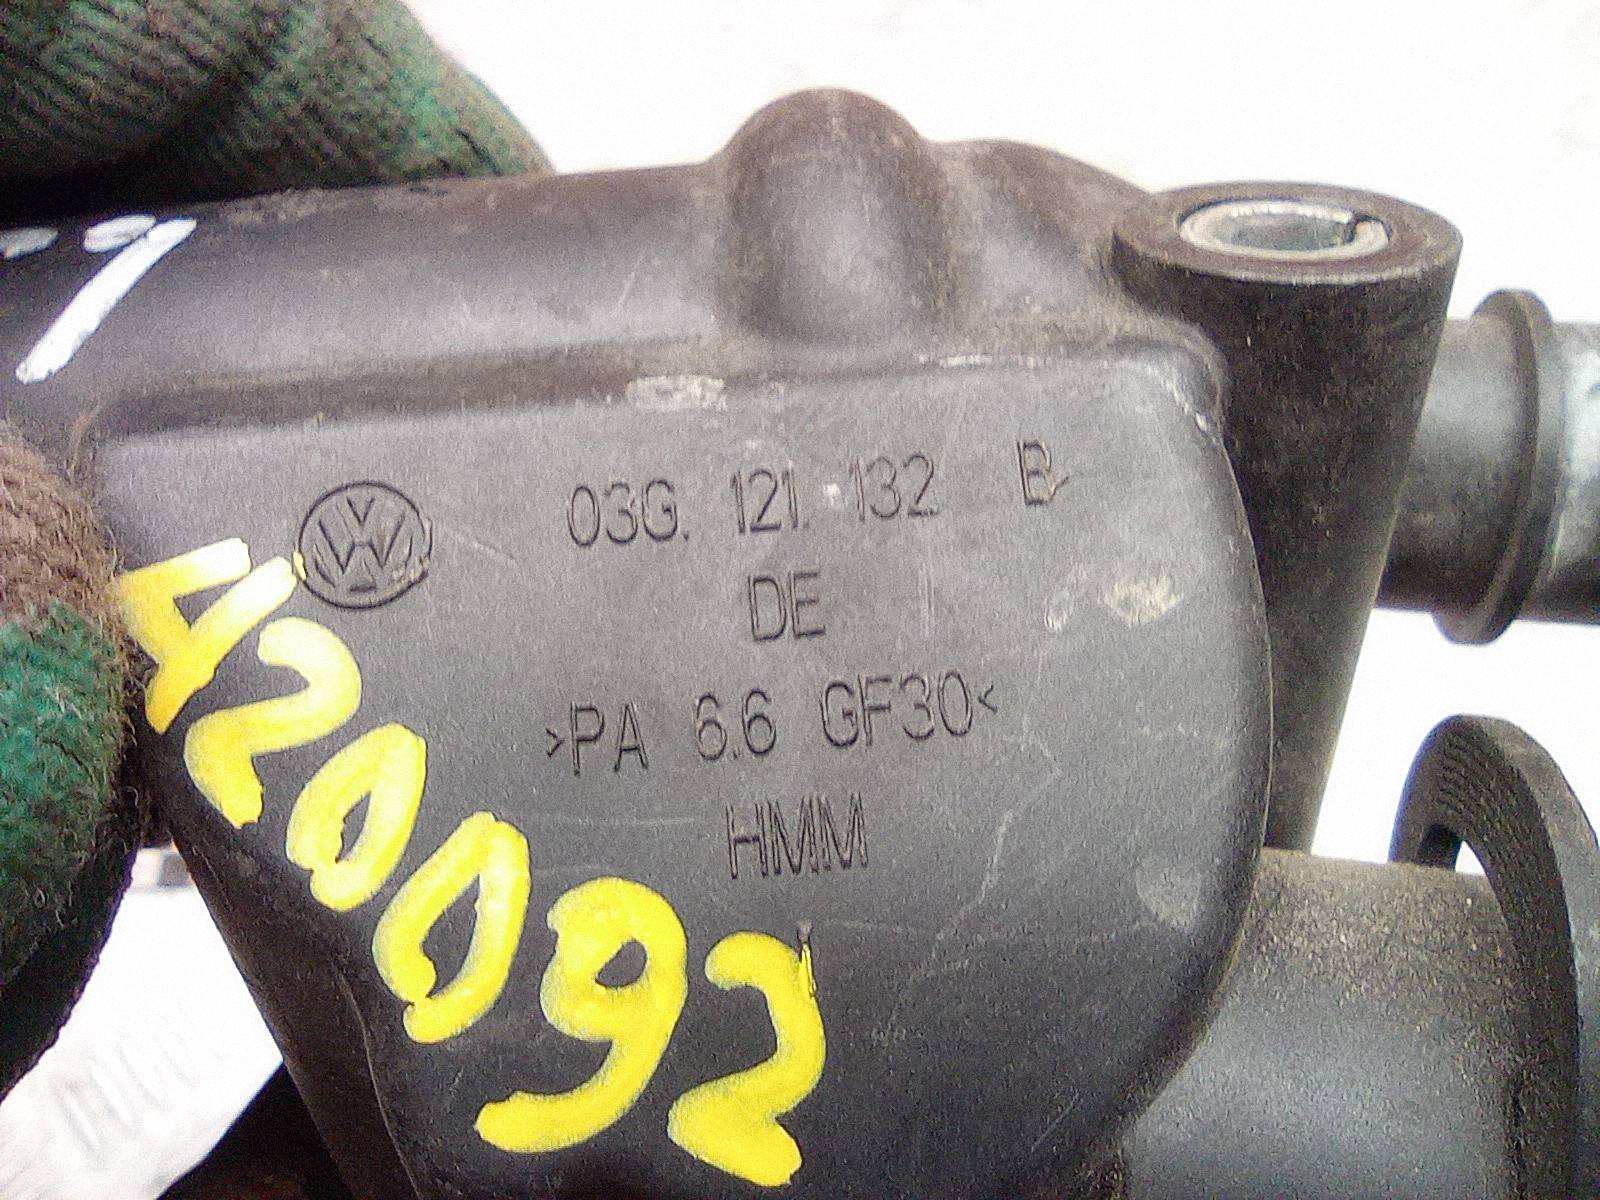 03G. 121. 132 B
DE
>PA 6.6 GF30<
HMM
420092